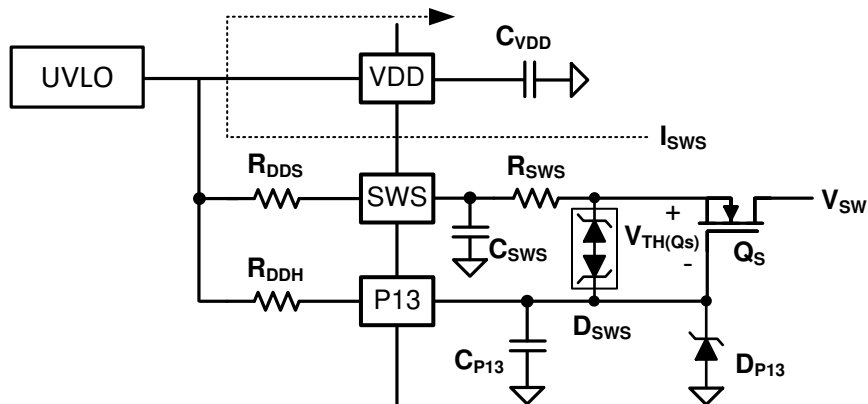 C_VDD
UVLO
VDD
I_SWS
R_DDS
R_SWS
SWS
V_SW
+
V_TH(Qs)
-
C_SWS
Q_S
R_DDH
P13
D_SWS
C_P13
D_P13